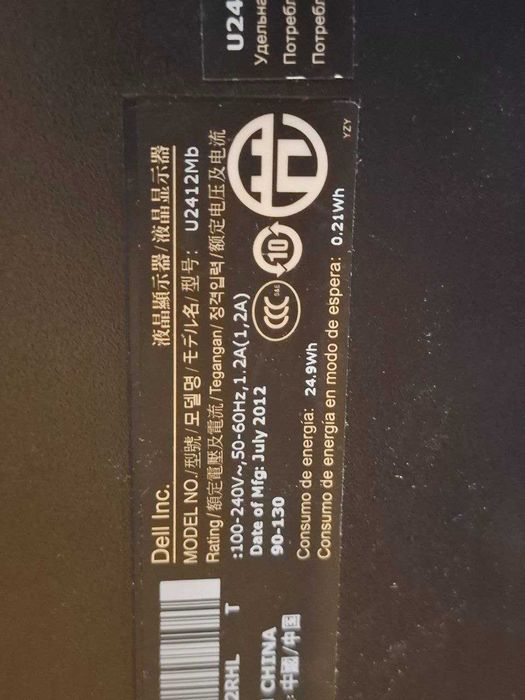 Dell Inc. 液晶顯示器/液晶显示器
MODEL NO./型號/모델명/モデル名/型号: U2412Mb
Rating/額定電壓及電流/Tegangan/정격입력/额定电压及电流
:100-240V~,50-60Hz,1.2A(1,2A)
Date of Mfg: July 2012
90-130
Consumo de energía: 24.9Wh
Consumo de energía en modo de espera: 0.21Wh
10
CCC
04E
YZY
2RHL T
CHINA
: 中國/中国
U24
Удельна
Потребл
Потребл